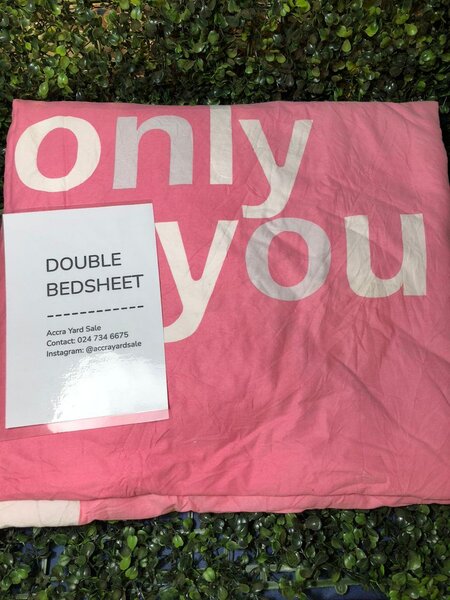 only
you
DOUBLE
BEDSHEET
------------
Accra Yard Sale
Contact: 024 734 6675
Instagram: @accrayardsale